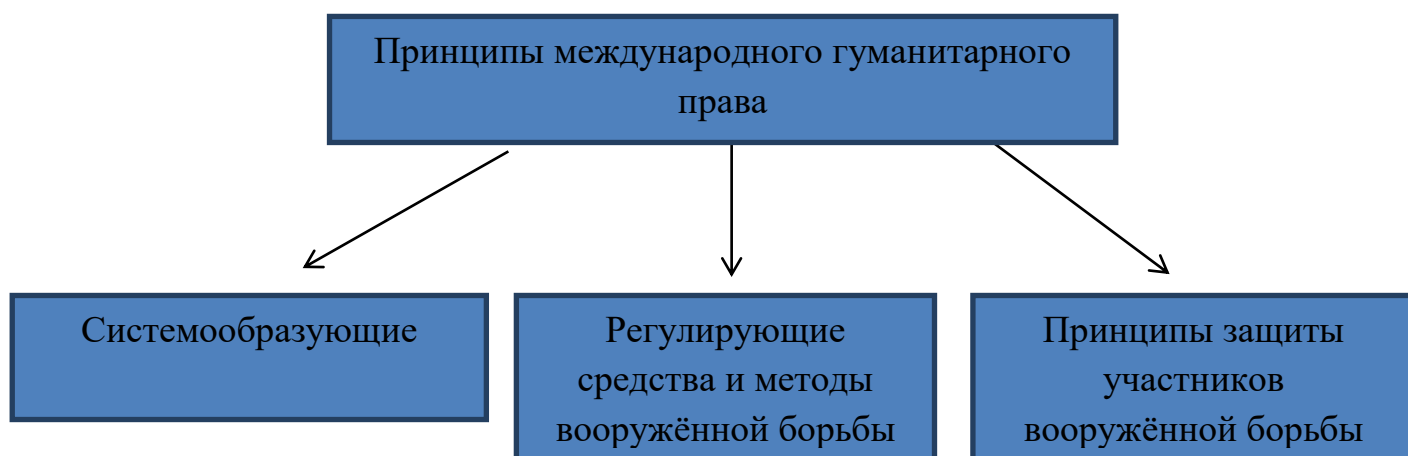 Принципы международного гуманитарного
права
Системообразующие
Регулирующие
средства и методы
вооружённой борьбы
Принципы защиты
участников
вооружённой борьбы